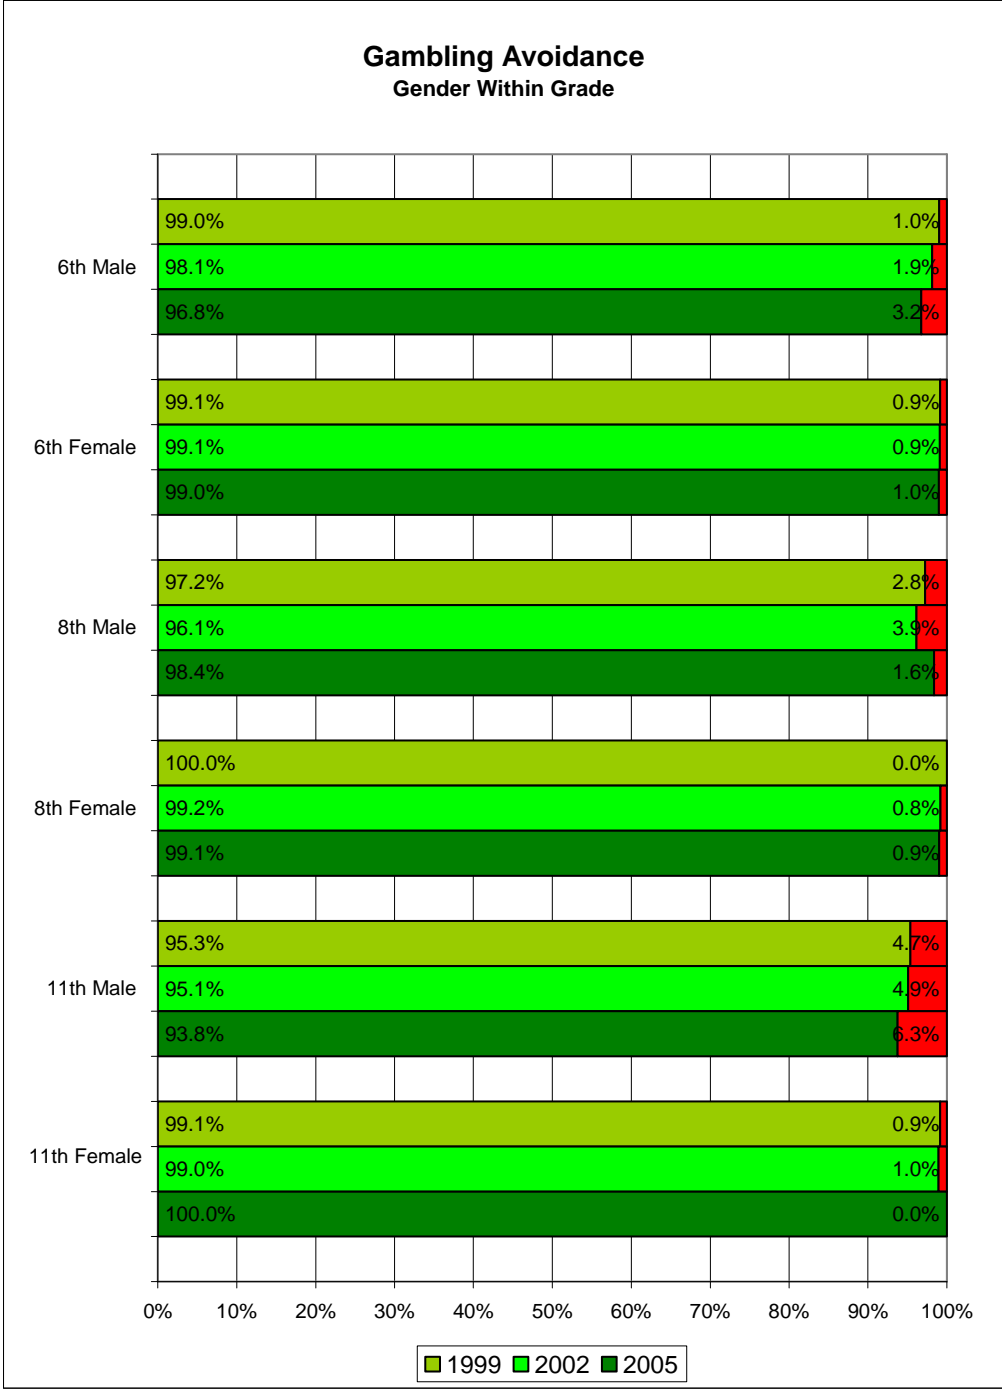 Gambling Avoidance
Gender Within Grade
99.0% 1.0%
6th Male 98.1% 1.9%
96.8% 3.2%
99.1% 0.9%
6th Female 99.1% 0.9%
99.0% 1.0%
97.2% 2.8%
8th Male 96.1% 3.9%
98.4% 1.6%
100.0% 0.0%
8th Female 99.2% 0.8%
99.1% 0.9%
95.3% 4.7%
11th Male 95.1% 4.9%
93.8% 6.3%
99.1% 0.9%
11th Female 99.0% 1.0%
100.0% 0.0%
0% 10% 20% 30% 40% 50% 60% 70% 80% 90% 100%
1999 2002 2005